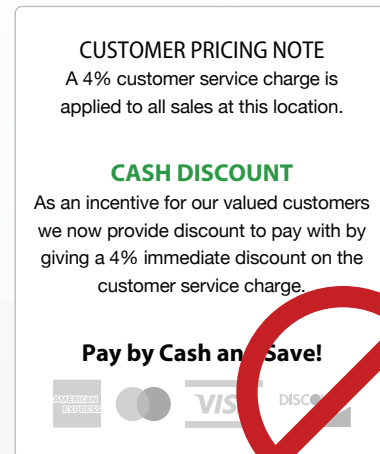 CUSTOMER PRICING NOTE
A 4% customer service charge is
applied to all sales at this location.
CASH DISCOUNT
As an incentive for our valued customers
we now provide discount to pay with by
giving a 4% immediate discount on the
customer service charge.
Pay by Cash an Save!
AMERICAN
EXPRESS
VIS
DISCO